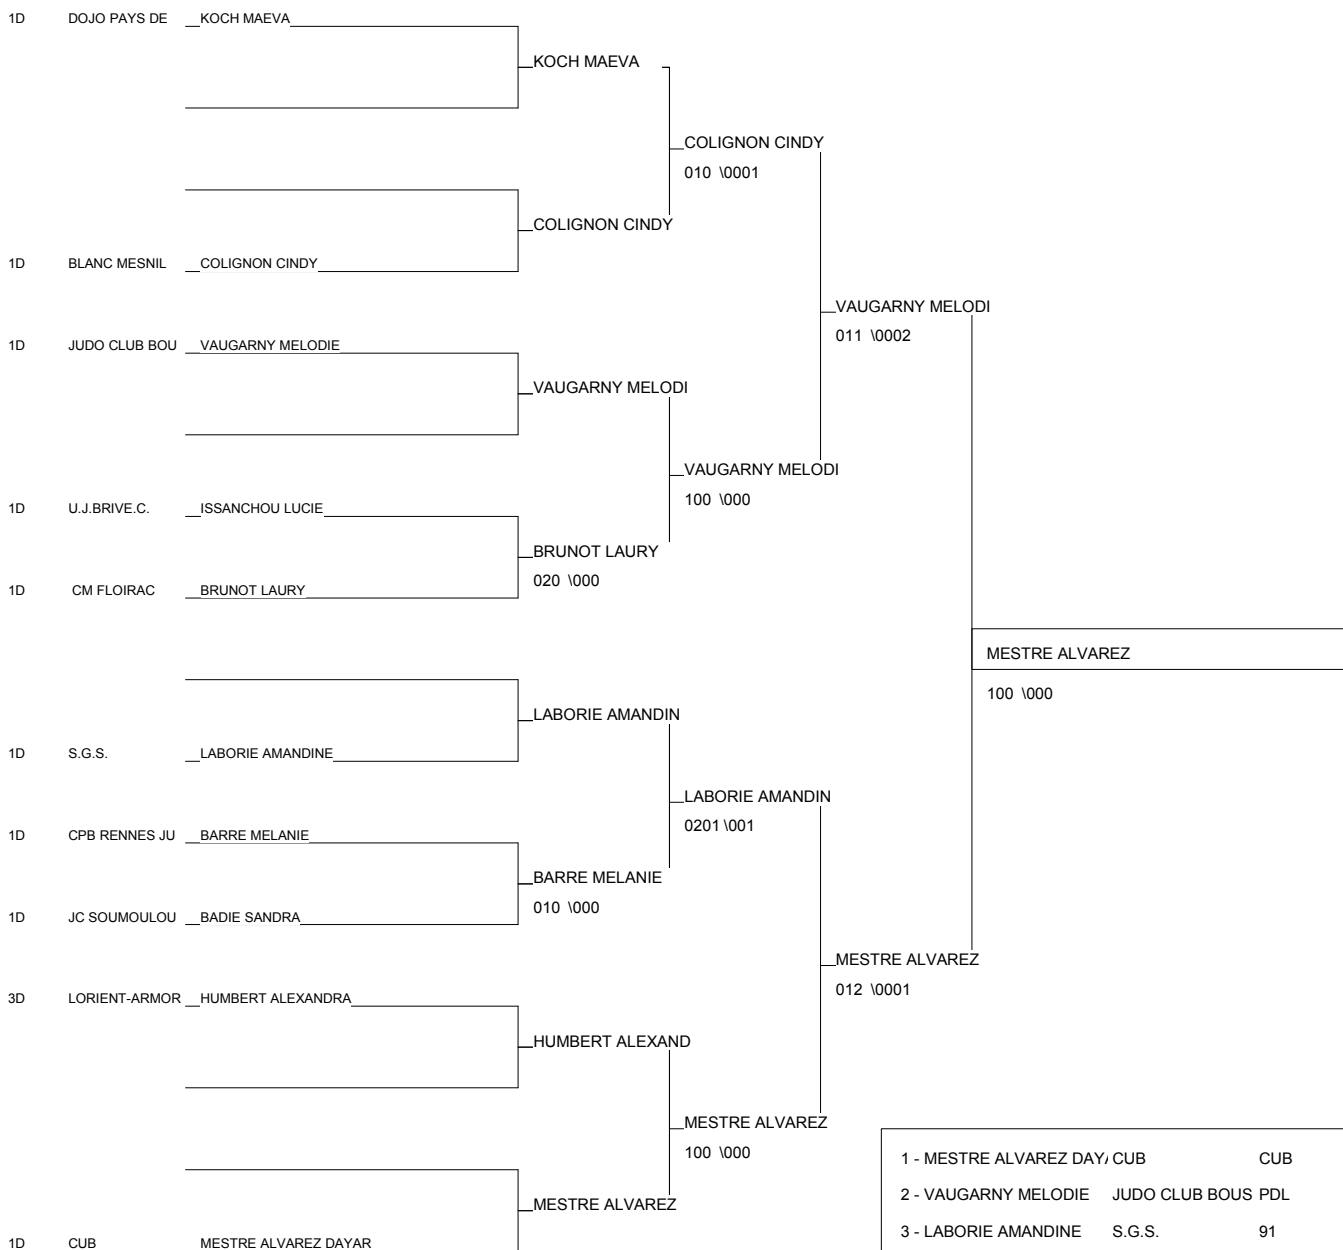 1D DOJO PAYS DE KOCH MAEVA
KOCH MAEVA
COLIGNON CINDY
010 \0001
COLIGNON CINDY
1D BLANC MESNIL COLIGNON CINDY
VAUGARNY MELODI
011 \0002
1D JUDO CLUB BOU VAUGARNY MELODIE
VAUGARNY MELODI
VAUGARNY MELODI
100 \000
1D U.J.BRIVE.C. ISSANCHOU LUCIE
BRUNOT LAURY
020 \000
1D CM FLOIRAC BRUNOT LAURY
MESTRE ALVAREZ
100 \000
LABORIE AMANDIN
1D S.G.S. LABORIE AMANDINE
LABORIE AMANDIN
0201 \001
1D CPB RENNES JU BARRE MELANIE
BARRE MELANIE
010 \000
1D JC SOUMOULOU BADIE SANDRA
MESTRE ALVAREZ
012 \0001
3D LORIENT-ARMOR HUMBERT ALEXANDRA
HUMBERT ALEXAND
MESTRE ALVAREZ
100 \000
1 - MESTRE ALVAREZ DAY CUB CUB
2 - VAUGARNY MELODIE JUDO CLUB BOUS PDL
MESTRE ALVAREZ
3 - LABORIE AMANDINE S.G.S. 91
1D CUB MESTRE ALVAREZ DAYAR